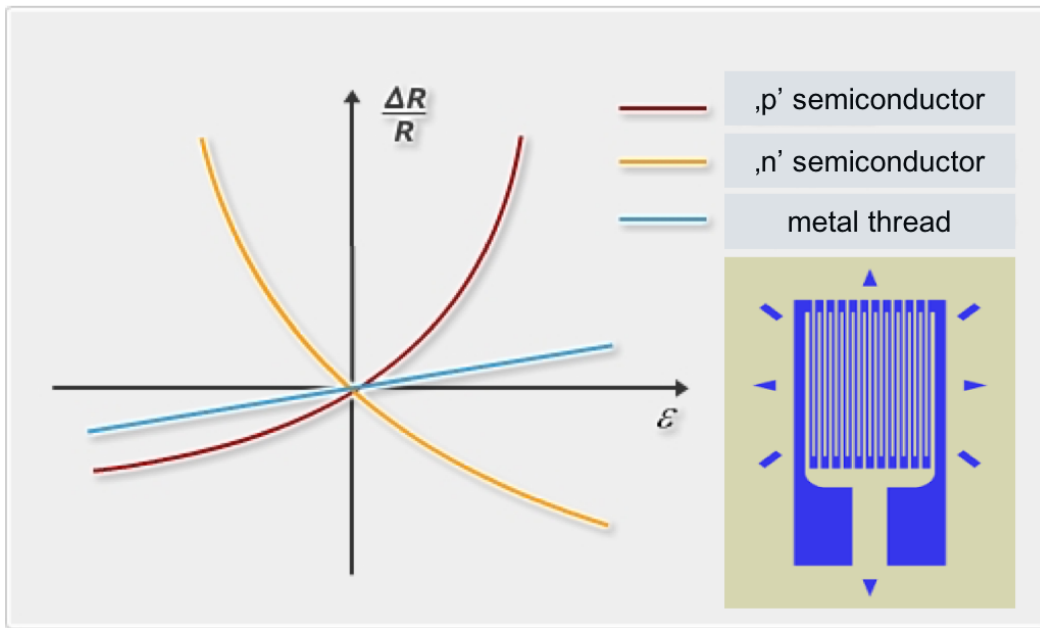 ΔR
R
ε
‚p’ semiconductor
‚n’ semiconductor
metal thread